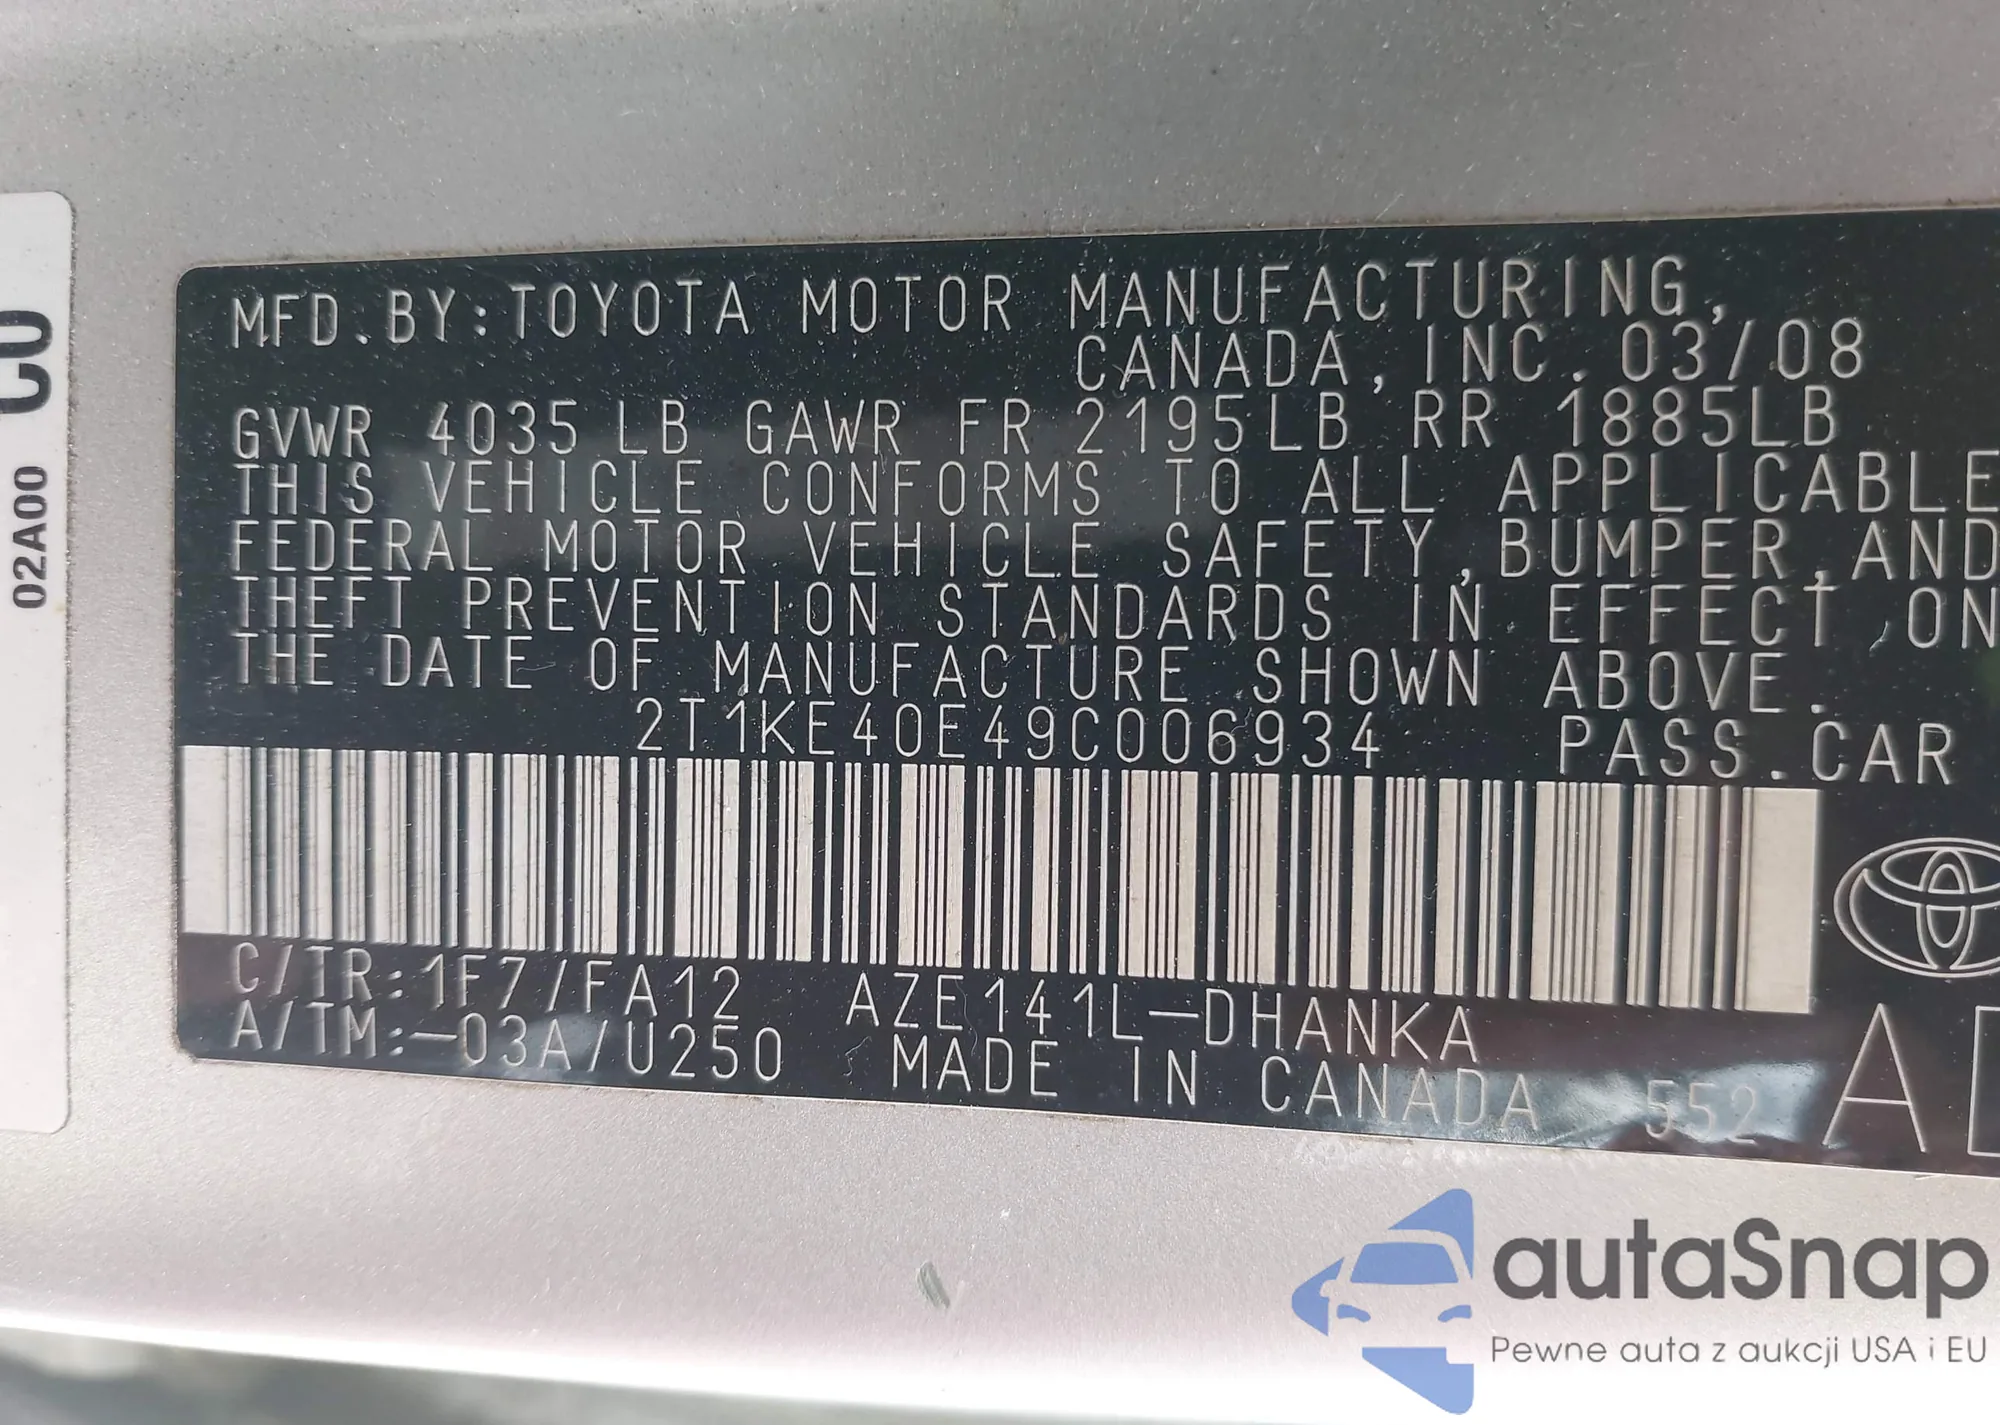 MFD.BY:TOYOTA MOTOR MANUFACTURING,
CANADA, INC. 03/08
GVWR 4035 LB GAWR FR 2195LB RR 1885LB
THIS VEHICLE CONFORMS TO ALL APPLICABLE
FEDERAL MOTOR VEHICLE SAFETY,BUMPER,AND
THEFT PREVENTION STANDARDS IN EFFECT ON
THE DATE OF MANUFACTURE SHOWN ABOVE.
2T1KE40E49C006934 PASS.CAR
C/TR:1F7/FA12 AZE141L-DHANKA
A/TM:-03A/U250 MADE IN CANADA 552
A
02A00
autaSnap
Pewne auta z aukcji USA i EU